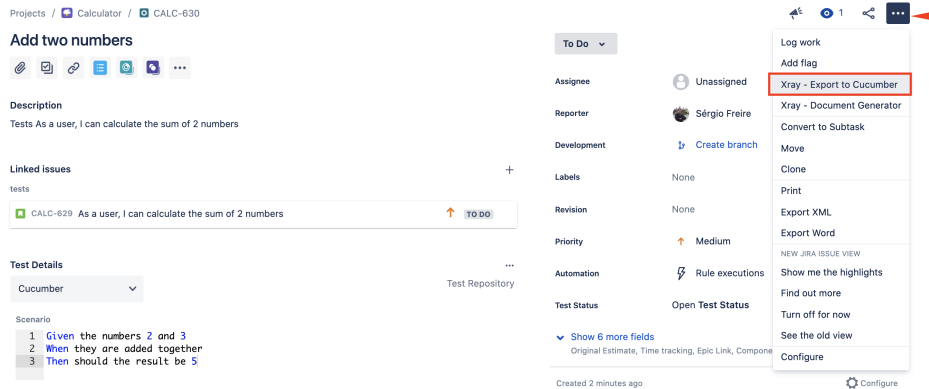 Projects / Calculator / CALC-630
1
Add two numbers
Description
Tests As a user, I can calculate the sum of 2 numbers
Linked issues
tests
CALC-629 As a user, I can calculate the sum of 2 numbers TO DO
Test Details
Cucumber
Test Repository
Scenario
1 Given the numbers 2 and 3
2 When they are added together
3 Then should the result be 5
To Do
Assignee Unassigned
Reporter Sérgio Freire
Development Create branch
Labels None
Revision None
Priority Medium
Automation Rule executions
Test Status Open Test Status
Show 6 more fields
Original Estimate, Time tracking, Epic Link, Compone
Created 2 minutes ago
Configure
Log work
Add flag
Xray - Export to Cucumber
Xray - Document Generator
Convert to Subtask
Move
Clone
Print
Export XML
Export Word
NEW JIRA ISSUE VIEW
Show me the highlights
Find out more
Turn off for now
See the old view
Configure